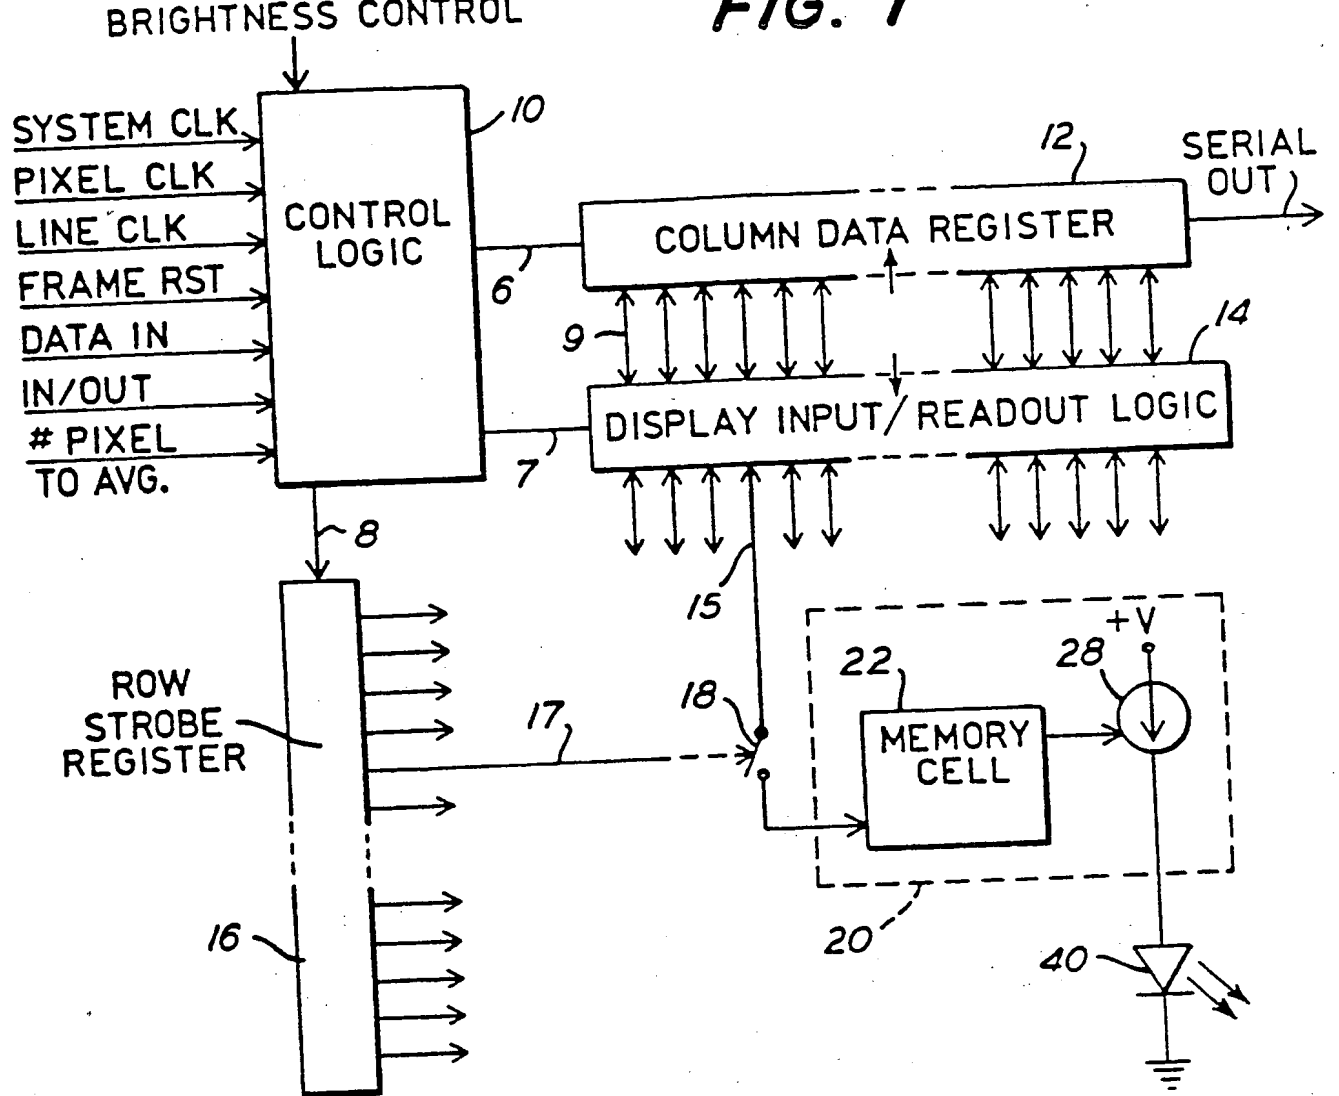 BRIGHTNESS CONTROL
FIG. 1
SYSTEM CLK
PIXEL CLK
LINE CLK
FRAME RST
DATA IN
IN/OUT
# PIXEL
TO AVG.
CONTROL
LOGIC
10
12
SERIAL
OUT
COLUMN DATA REGISTER
6
9
14
DISPLAY INPUT/READOUT LOGIC
7
8
15
ROW
STROBE
REGISTER
17
18
22
28
+V
MEMORY
CELL
20
16
40